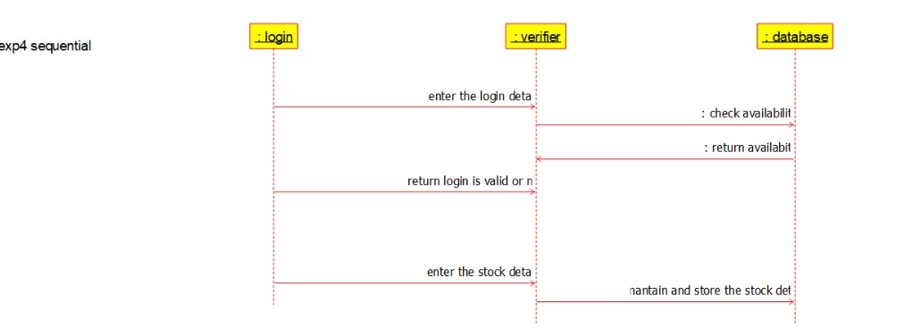 : login
: verifier
: database
exp4 sequential
enter the login deta
: check availabilit
: return availabit
return login is valid or n
enter the stock deta
nantain and store the stock det